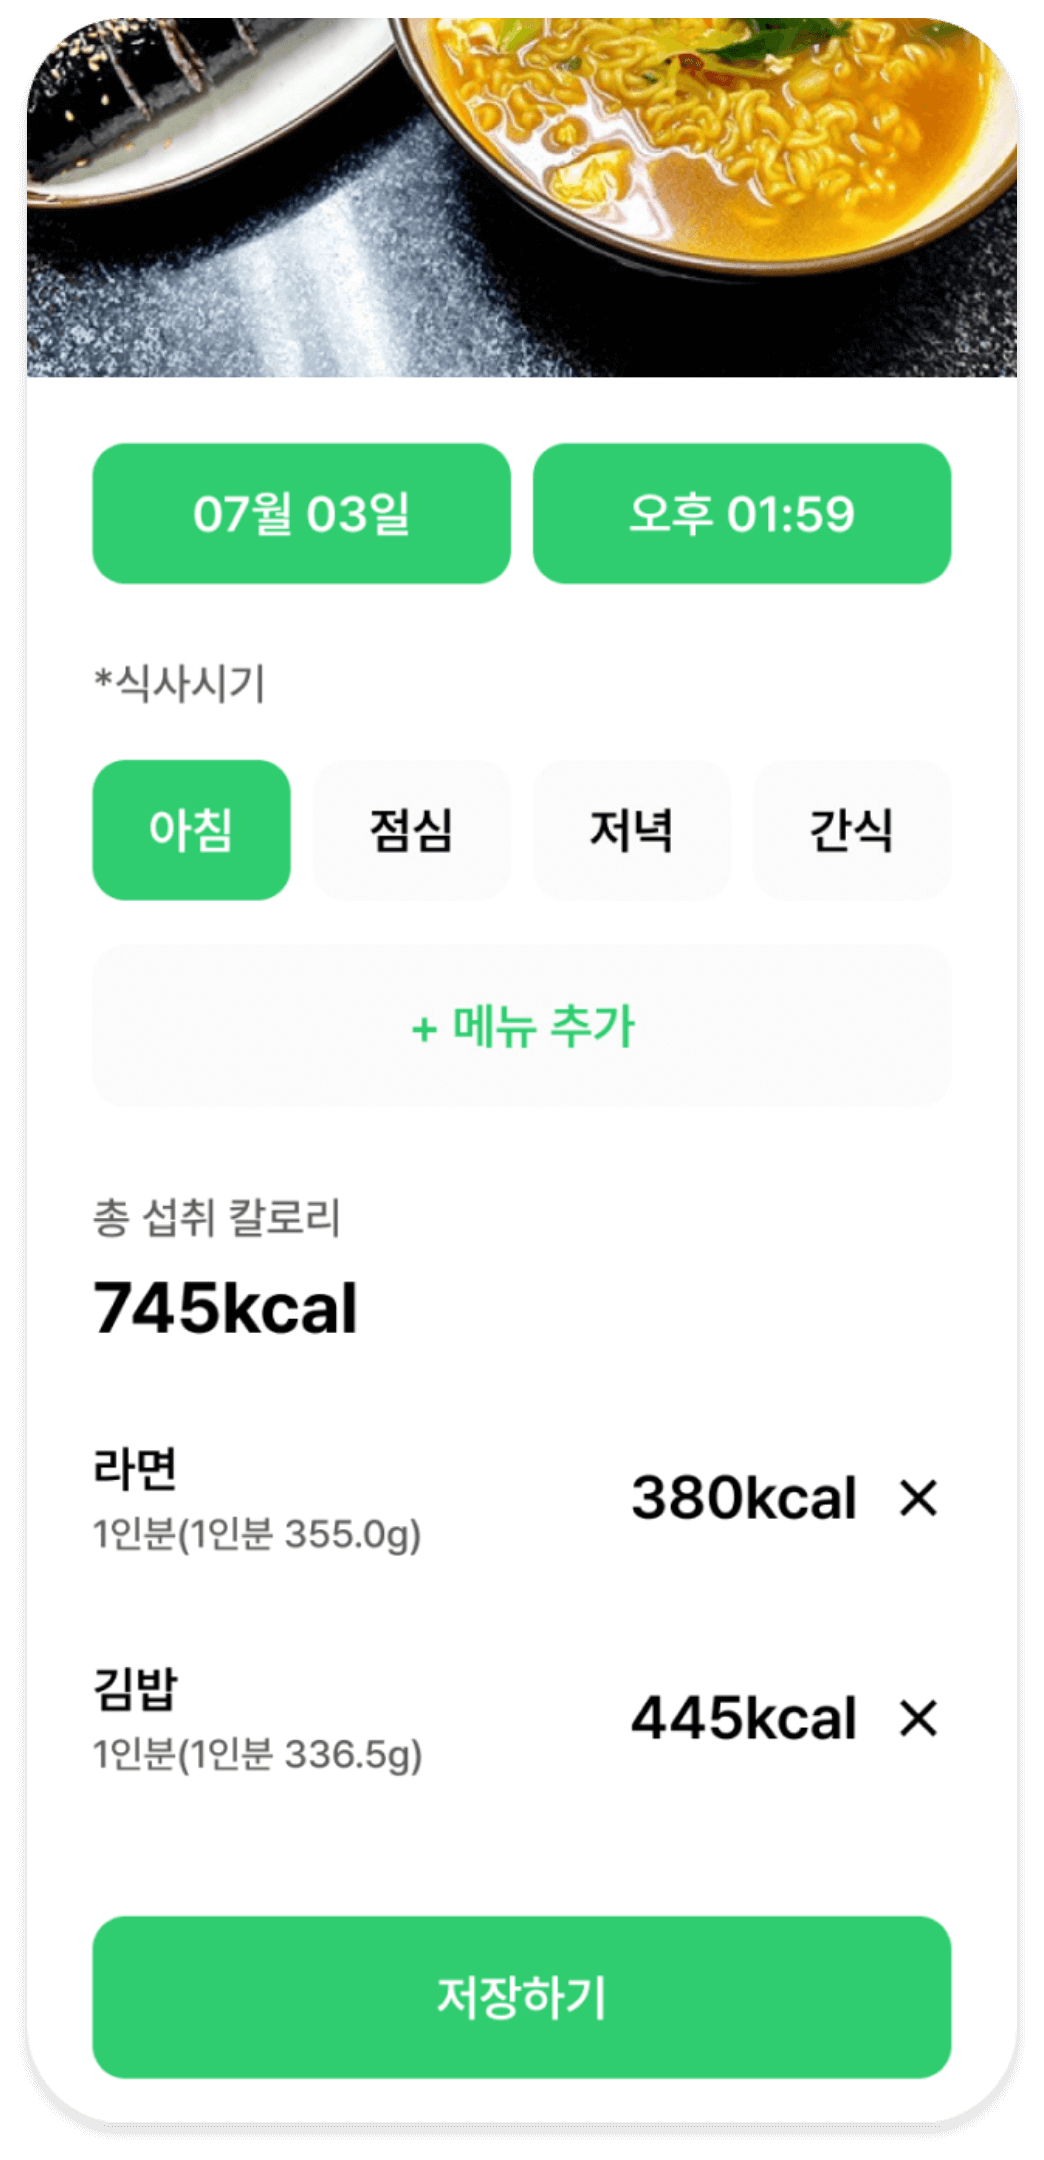 07월 03일 오후 01:59
*식사시기
아침 점심 저녁 간식
+ 메뉴 추가
총 섭취 칼로리
745kcal
라면
1인분(1인분 355.0g)
380kcal ×
김밥
1인분(1인분 336.5g)
445kcal ×
저장하기